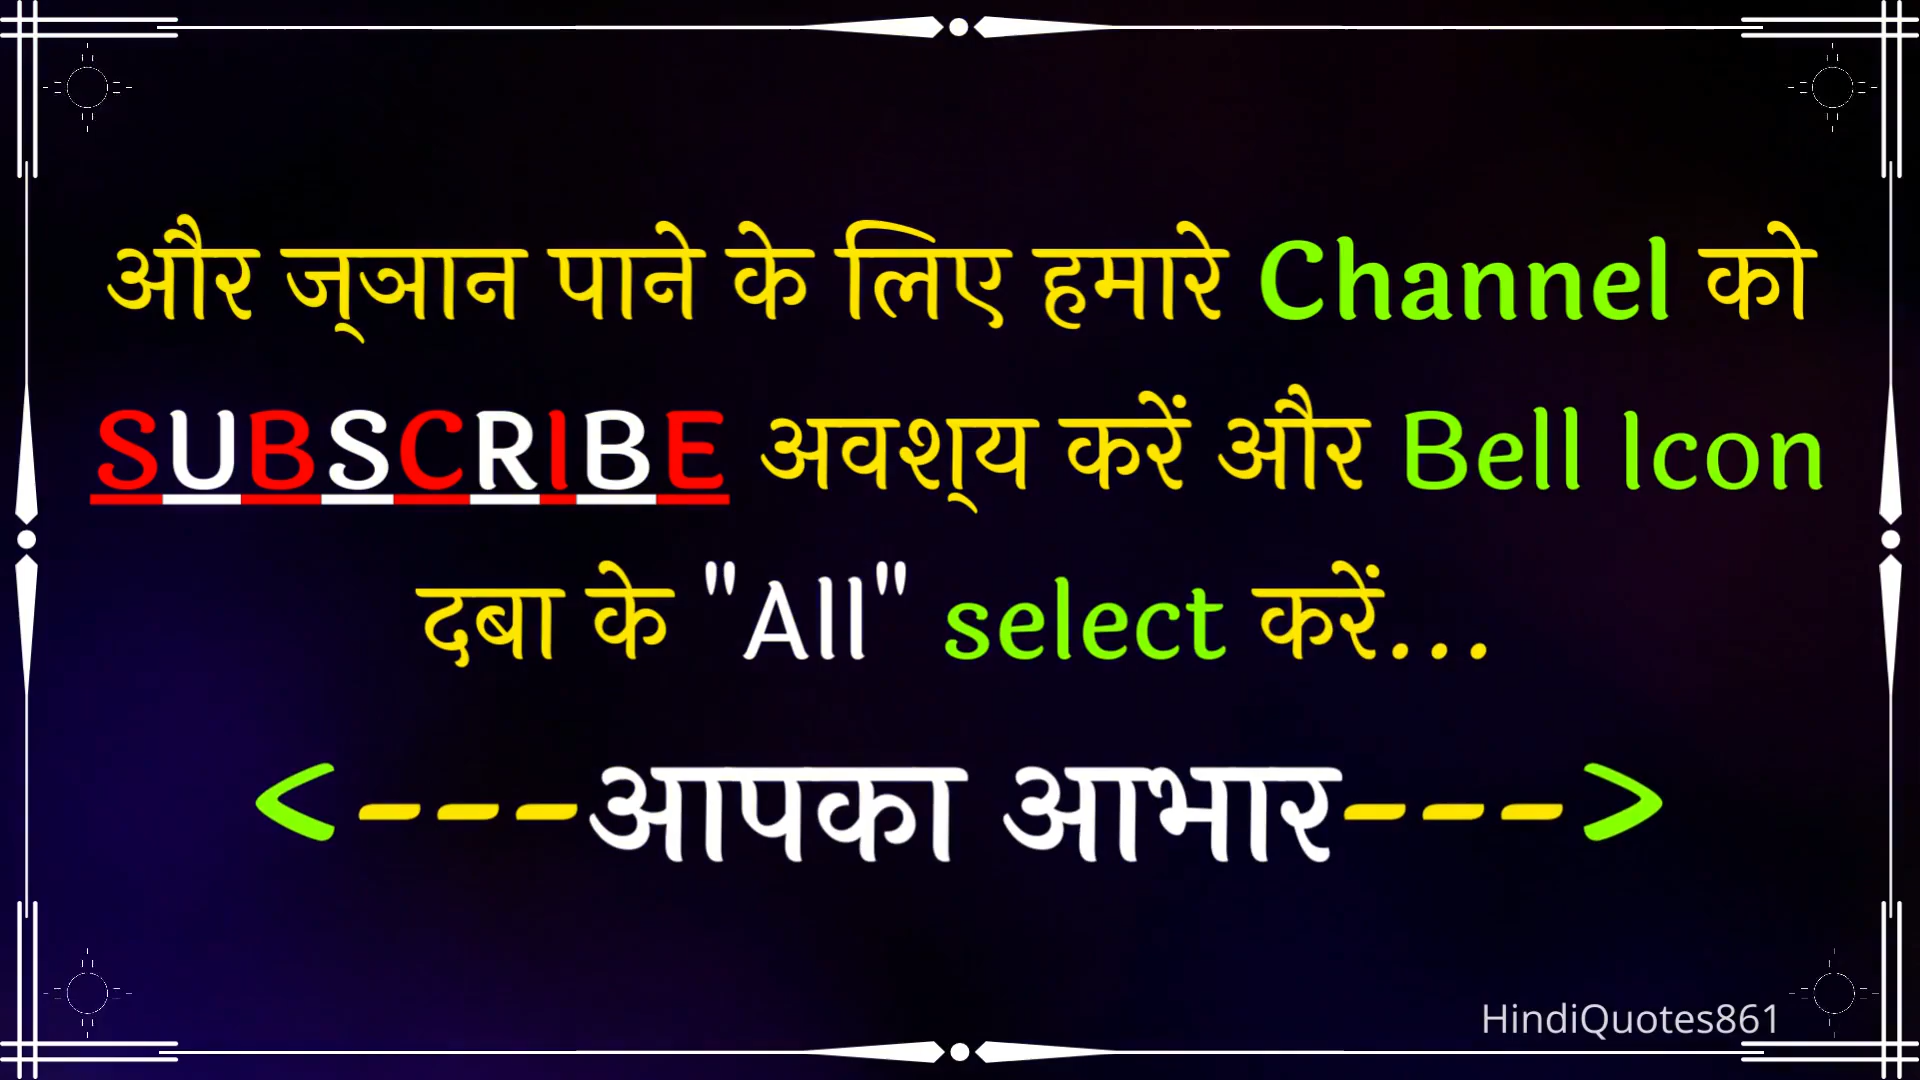 और ज्ञान पाने के लिए हमारे Channel को
SUBSCRIBE अवश्य करें और Bell Icon
दबा के "All" select करें...
<---आपका आभार--->
HindiQuotes861